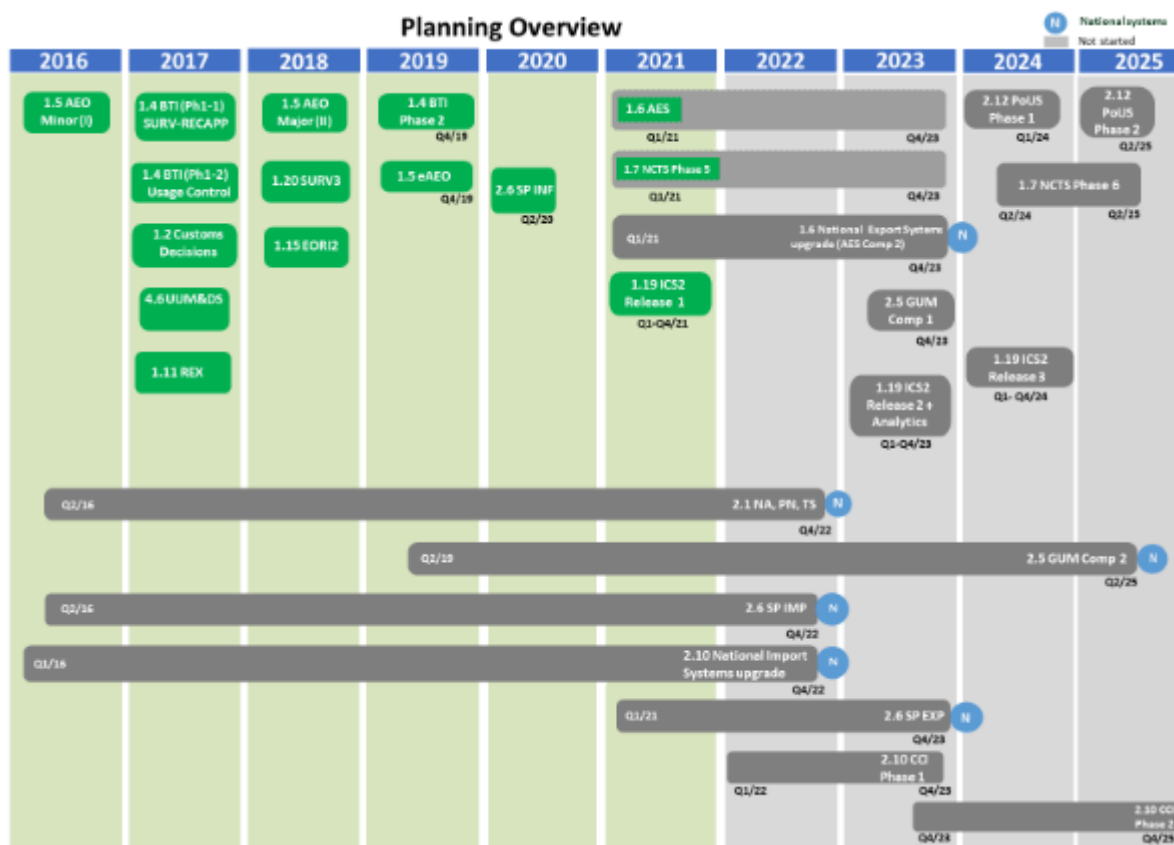 Planning Overview
N National systems
Not started
2016 2017 2018 2019 2020 2021 2022 2023 2024 2025
1.5 AEO
Minor (I)
1.4 BTI (Ph1-1)
SURV-RECAPP
1.5 AEO
Major (II)
1.4 BTI
Phase 2
Q4/19
1.6 AES
Q1/21
Q4/23
2.12 PoUS
Phase 1
Q1/24
2.12
PoUS
Phase 2
Q2/25
1.4 BTI (Ph1-2)
Usage Control
1.20 SURV3
1.5 eAEO
Q4/19
2.6 SP INF
Q2/20
1.7 NCTS Phase 5
Q1/21
Q4/23
1.7 NCTS Phase 6
Q2/24
Q2/25
1.2 Customs
Decisions
1.15 EORI2
Q1/21
1.6 National Export Systems
upgrade (AES Comp 2)
N
Q4/23
4.6 UUM&DS
1.19 ICS2
Release 1
Q1-Q4/21
2.5 GUM
Comp 1
Q4/23
1.11 REX
1.19 ICS2
Release 3
Q1- Q4/24
1.19 ICS2
Release 2 +
Analytics
Q1-Q4/23
Q2/16
2.1 NA, PN, TS
N
Q4/22
Q2/19
2.5 GUM Comp 2
N
Q2/25
Q2/16
2.6 SP IMP
N
Q4/22
Q1/16
2.10 National Import
Systems upgrade
N
Q4/22
Q1/21
2.6 SP EXP
N
Q4/23
2.10 CCI
Phase 1
Q1/22
Q4/23
2.10 CCI
Phase 2
Q4/23
Q4/25